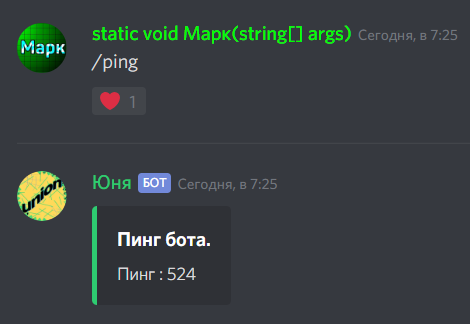 Марк
static void Марк(string[] args) Сегодня, в 7:25
/ping
1
union
Юня БОТ Сегодня, в 7:25
Пинг бота.
Пинг : 524